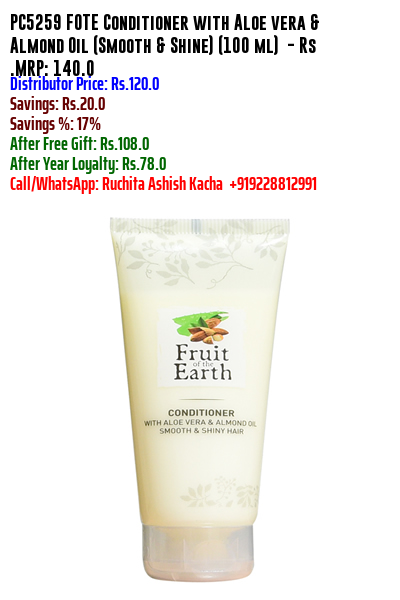 PC5259 FOTE Conditioner with Aloe vera &
Almond Oil (Smooth & Shine) (100 ml)  - Rs
.MRP: 140.0
Distributor Price: Rs.120.0
Savings: Rs.20.0
Savings %: 17%
After Free Gift: Rs.108.0
After Year Loyalty: Rs.78.0
Call/WhatsApp: Ruchita Ashish Kacha  +919228812991
Fruit
of the
Earth
CONDITIONER
WITH ALOE VERA & ALMOND OIL
SMOOTH & SHINY HAIR